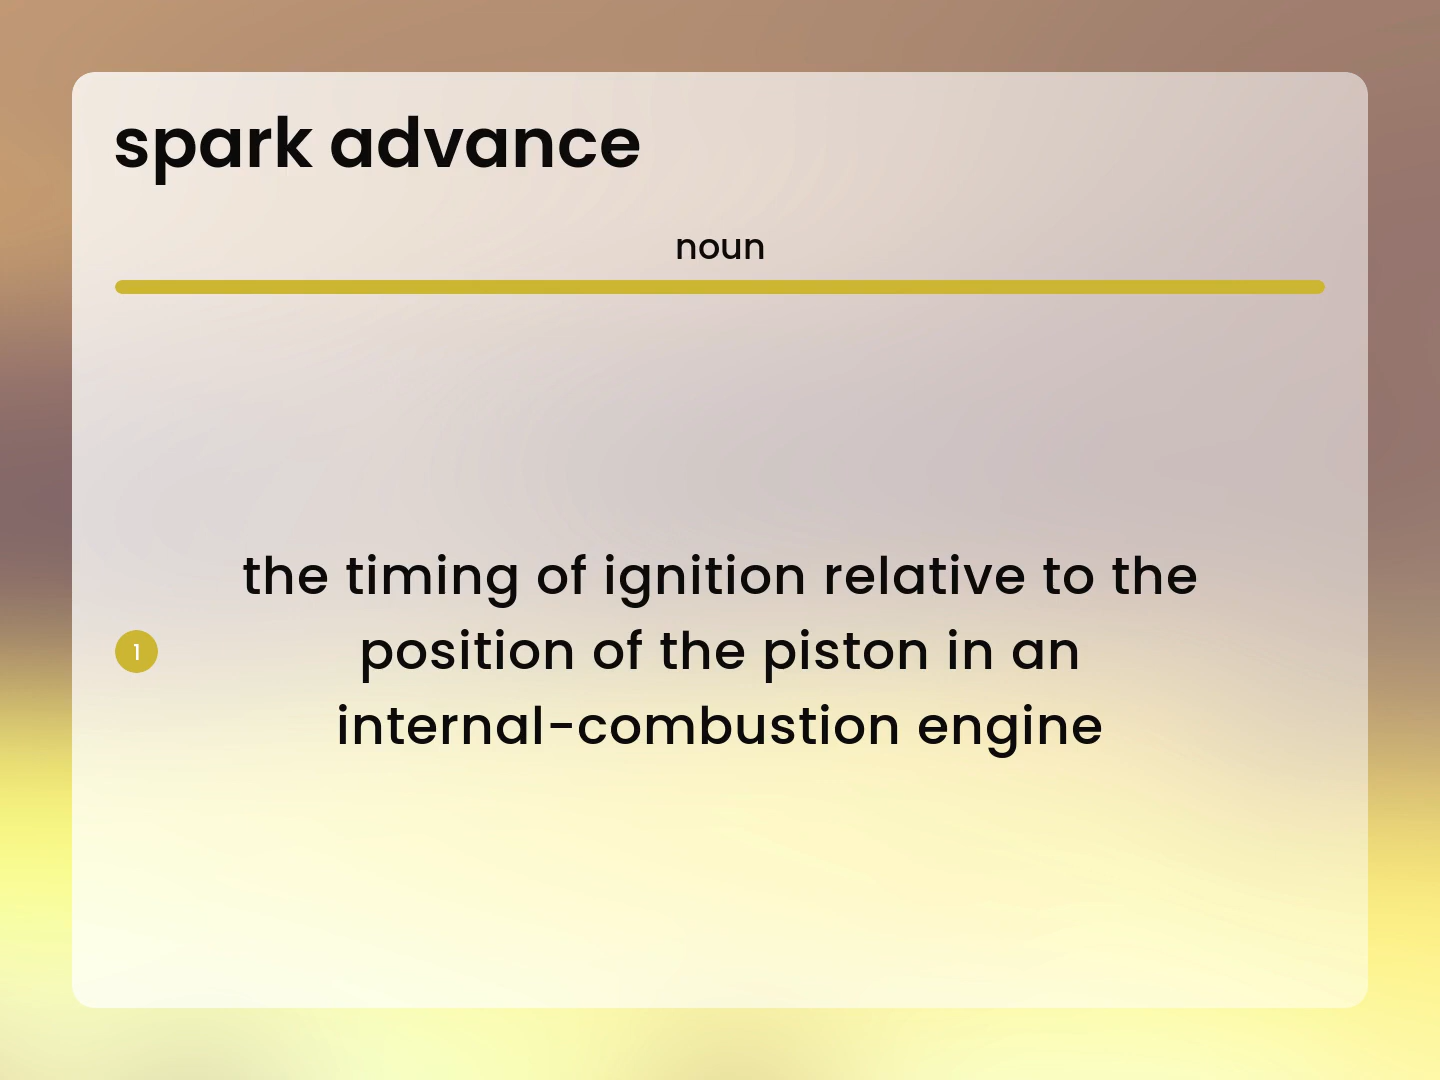 spark advance
noun
the timing of ignition relative to the
1
position of the piston in an
internal-combustion engine